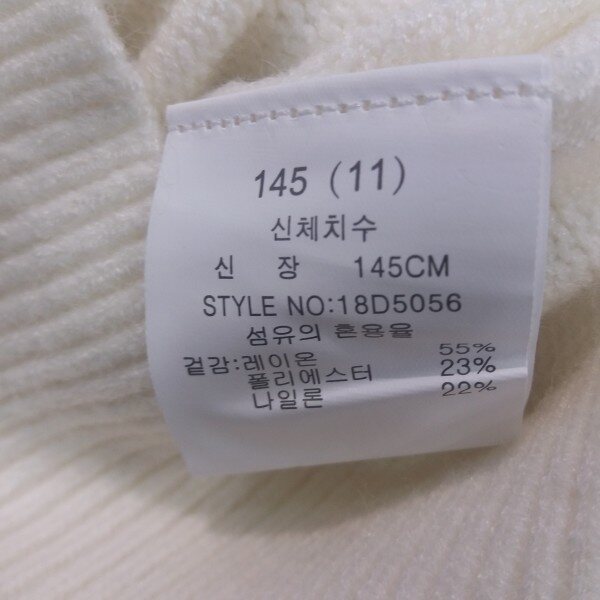 145 (11)
신체치수
신 장 145CM
STYLE NO:18D5056
섬유의 혼용율
겉감:레이온 55%
폴리에스터 23%
나일론 22%